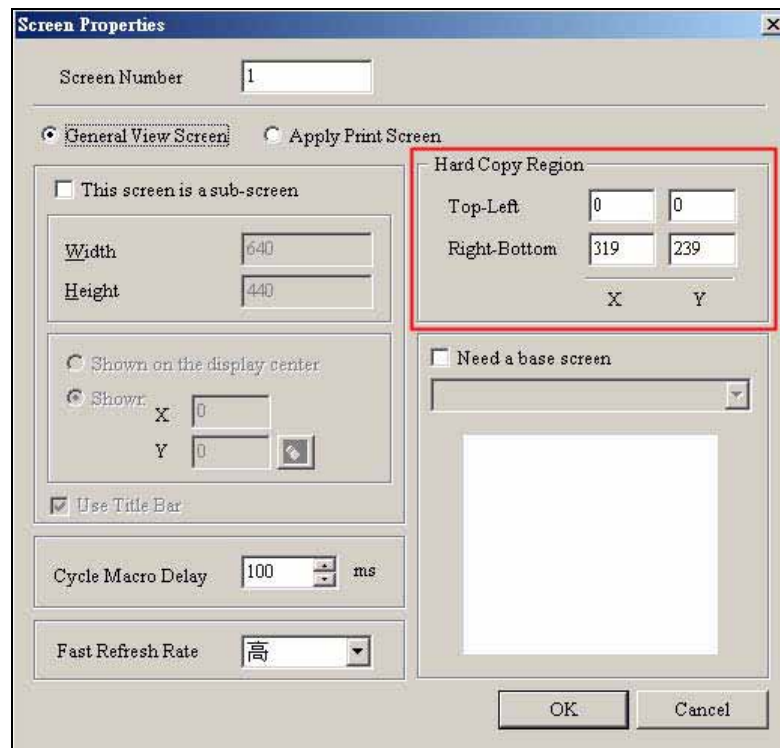 Screen Properties
Screen Number 1
General View Screen Apply Print Screen
This screen is a sub-screen
Width 640
Height 440
Shown on the display center
Shown
X 0
Y 0
Use Title Bar
Cycle Macro Delay 100 ms
Fast Refresh Rate 高
Hard Copy Region
Top-Left 0 0
Right-Bottom 319 239
X Y
Need a base screen
OK Cancel